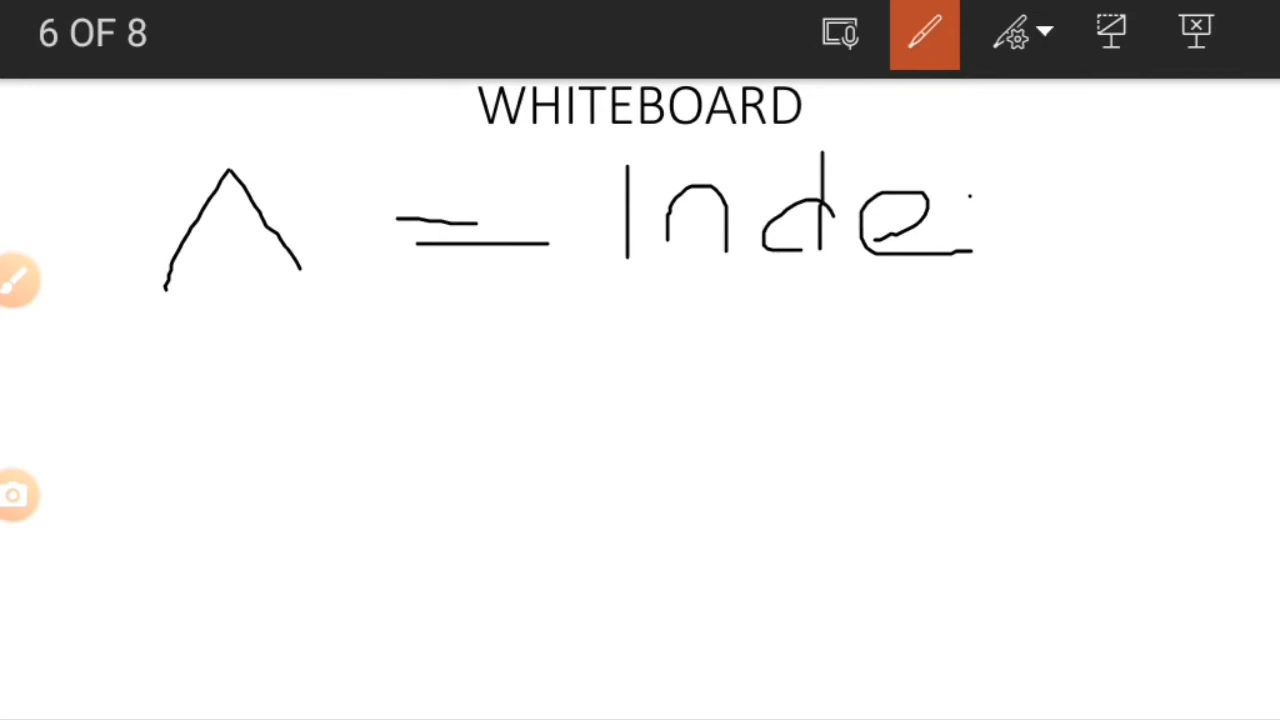 6 OF 8
WHITEBOARD
^ = Inde